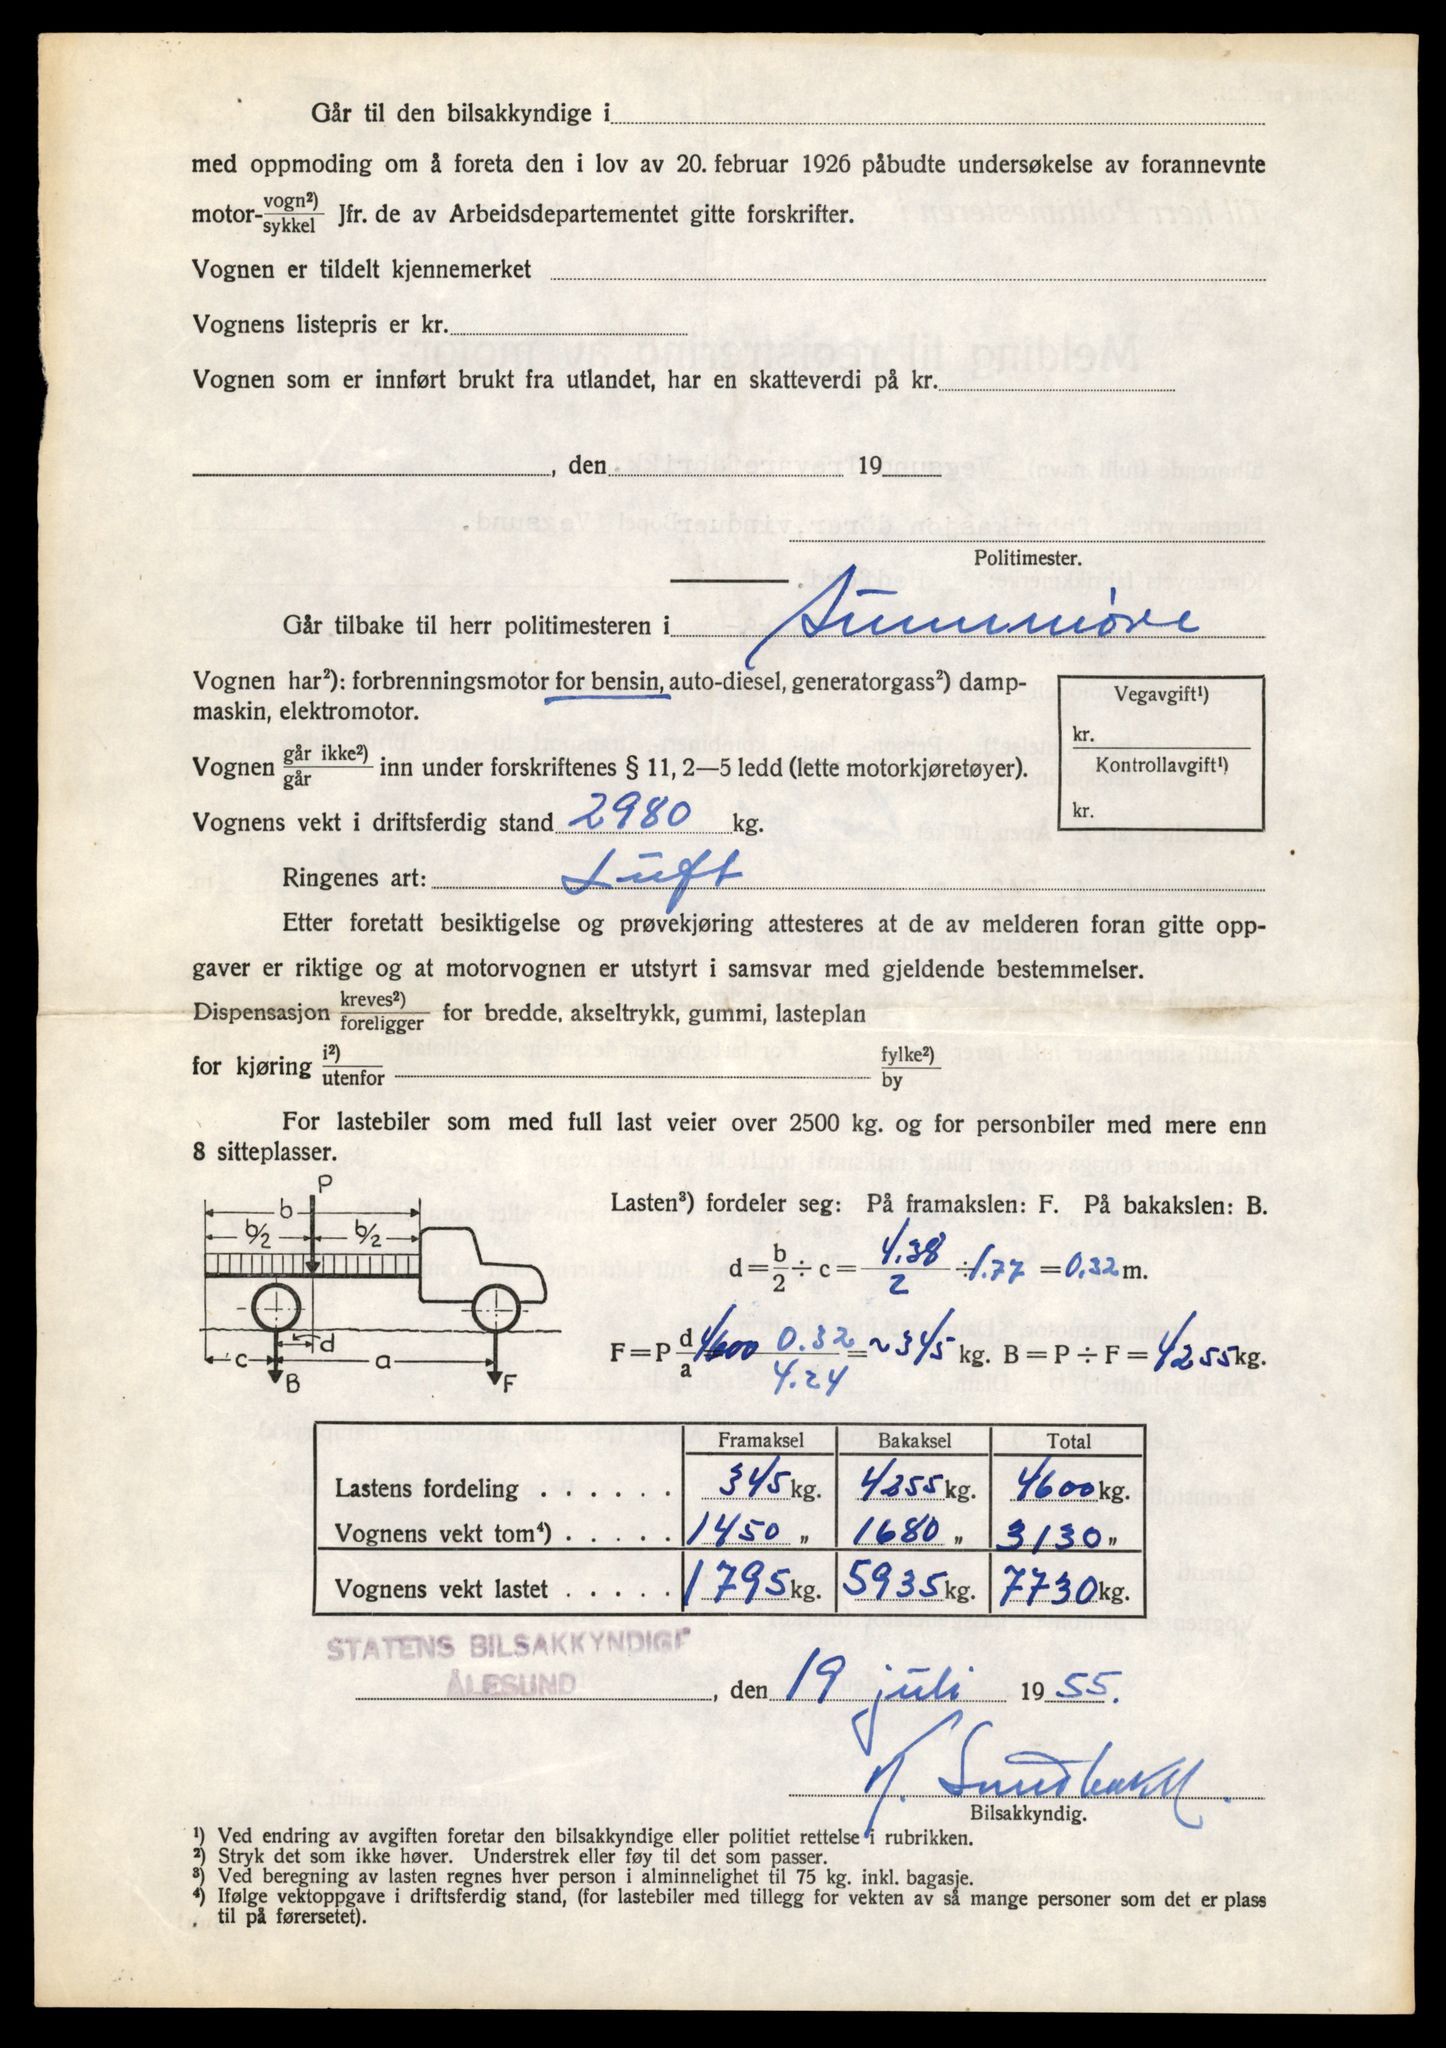 Går til den bilsakkyndige i
med oppmoding om å foreta den i lov av 20. februar 1926 påbudte undersøkelse av forannevnte
motor-vogn²)/sykkel Jfr. de av Arbeidsdepartementet gitte forskrifter.
Vognen er tildelt kjennemerket
Vognens listepris er kr.
Vognen som er innført brukt fra utlandet, har en skatteverdi på kr.
, den 19
Politimester.
Går tilbake til herr politimesteren i Sunnmøre
Vognen har²): forbrenningsmotor for bensin, auto-diesel, generatorgass²) damp-
maskin, elektromotor.
Vegavgift¹)
kr.
Kontrollavgift¹)
kr.
Vognen går ikke²)/går inn under forskriftenes § 11, 2—5 ledd (lette motorkjøretøyer).
Vognens vekt i driftsferdig stand 2980 kg.
Ringenes art: Luft
Etter foretatt besiktigelse og prøvekjøring attesteres at de av melderen foran gitte opp-
gaver er riktige og at motorvognen er utstyrt i samsvar med gjeldende bestemmelser.
Dispensasjon kreves²)/foreligger for bredde, akseltrykk, gummi, lasteplan
for kjøring i²)/utenfor fylke²)/by
For lastebiler som med full last veier over 2500 kg. og for personbiler med mere enn
8 sitteplasser.
P
b
b/2 b/2
d
c a
B F
Lasten³) fordeler seg: På framakslen: F. På bakakslen: B.
d = b/2 ÷ c = 4.38/2 ÷ 1.77 = 0.32 m.
F = P d/a 4600 0.32/4.24 = ~345 kg. B = P ÷ F = 4255 kg.
Framaksel Bakaksel Total
Lastens fordeling . . . . . . 345 kg. 4255 kg. 4600 kg.
Vognens vekt tom⁴) . . . . . 1450 „ 1680 „ 3130 „
Vognens vekt lastet . . . . . 1795 kg. 5935 kg. 7730 kg.
STATENS BILSAKKYNDIGE
ÅLESUND
, den 19 juli 1955.
Bilsakkyndig.
¹) Ved endring av avgiften foretar den bilsakkyndige eller politiet rettelse i rubrikken.
²) Stryk det som ikke høver. Understrek eller føy til det som passer.
³) Ved beregning av lasten regnes hver person i alminnelighet til 75 kg. inkl. bagasje.
⁴) Ifølge vektoppgave i driftsferdig stand, (for lastebiler med tillegg for vekten av så mange personer som det er plass
til på førersetet).